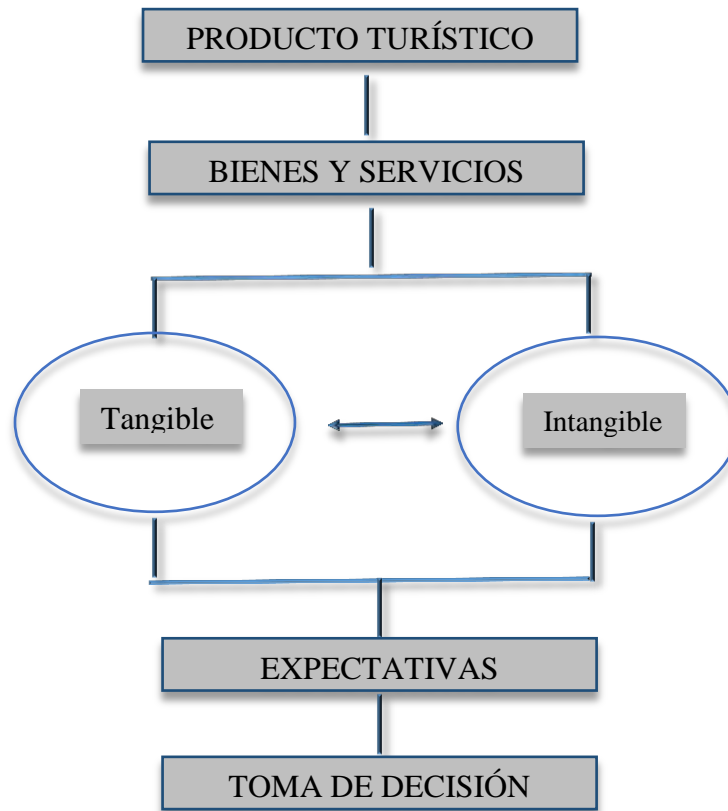 PRODUCTO TURÍSTICO
BIENES Y SERVICIOS
Tangible
Intangible
EXPECTATIVAS
TOMA DE DECISIÓN